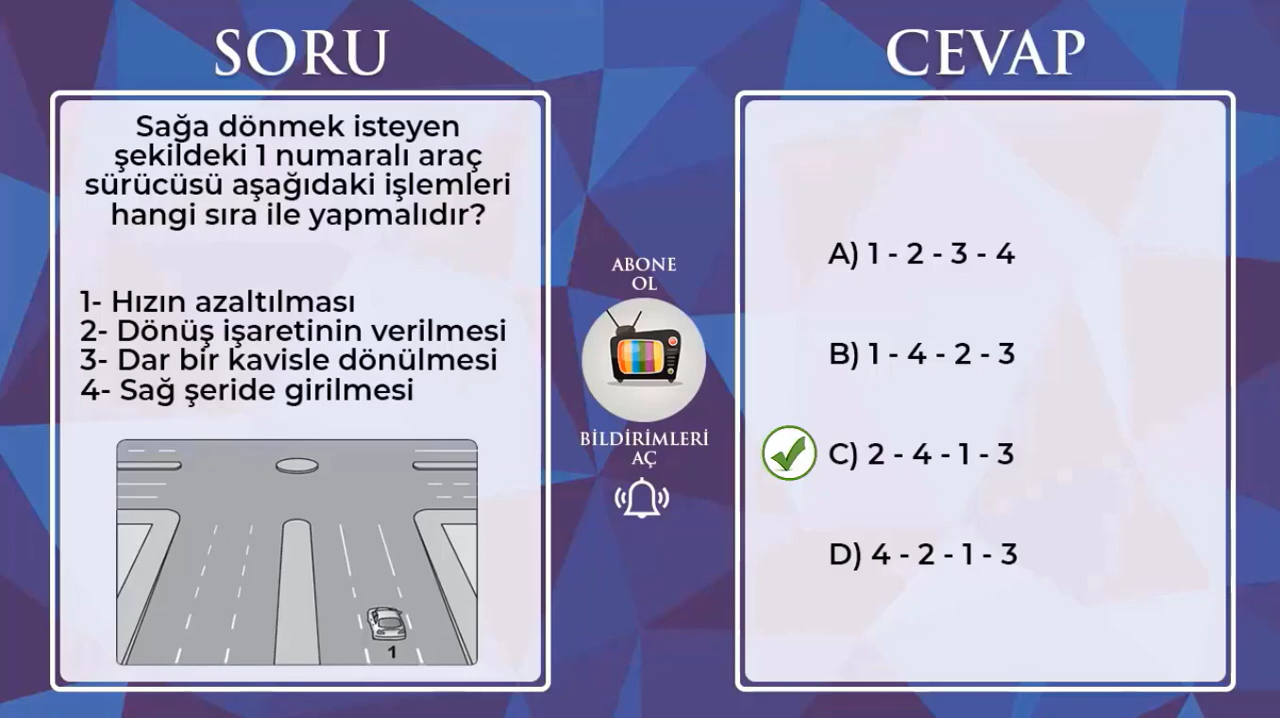 SORU
Sağa dönmek isteyen
şekildeki 1 numaralı araç
sürücüsü aşağıdaki işlemleri
hangi sıra ile yapmalıdır?
1- Hızın azaltılması
2- Dönüş işaretinin verilmesi
3- Dar bir kavisle dönülmesi
4- Sağ şeride girilmesi
1
ABONE
OL
BİLDİRİMLERİ
AÇ
CEVAP
A) 1 - 2 - 3 - 4
B) 1 - 4 - 2 - 3
C) 2 - 4 - 1 - 3
D) 4 - 2 - 1 - 3